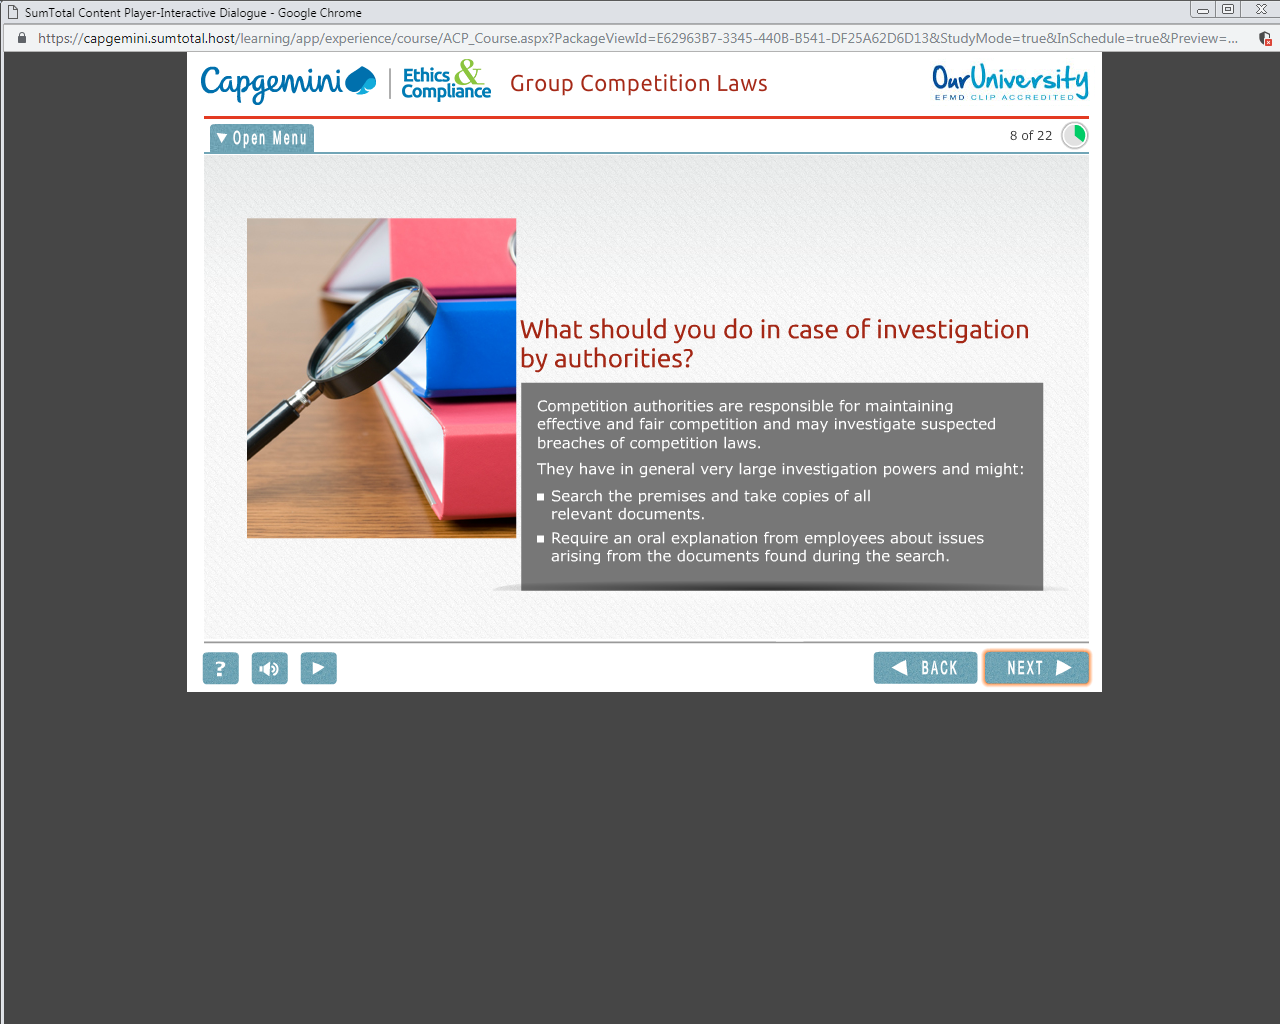 SumTotal Content Player-Interactive Dialogue - Google Chrome
https://capgemini.sumtotal.host/learning/app/experience/course/ACP_Course.aspx?PackageViewId=E62963B7-3345-440B-B541-DF25A62D6D13&StudyMode=true&InSchedule=true&Preview=...
Capgemini
Ethics &
Compliance
Group Competition Laws
OurUniversity
EFMD CLIP ACCREDITED
Open Menu
8 of 22
What should you do in case of investigation
by authorities?
Competition authorities are responsible for maintaining
effective and fair competition and may investigate suspected
breaches of competition laws.
They have in general very large investigation powers and might:
Search the premises and take copies of all
relevant documents.
Require an oral explanation from employees about issues
arising from the documents found during the search.
?
BACK
NEXT